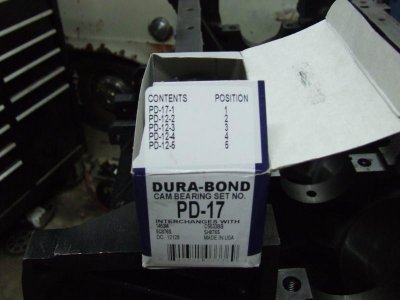 CONTENTS POSITION
PD-17-1 1
PD-12-2 2
PD-12-3 3
PD-12-4 4
PD-12-5 5
DURA-BOND
CAM BEARING SET NO.
PD-17
INTERCHANGES WITH
MADE IN USA